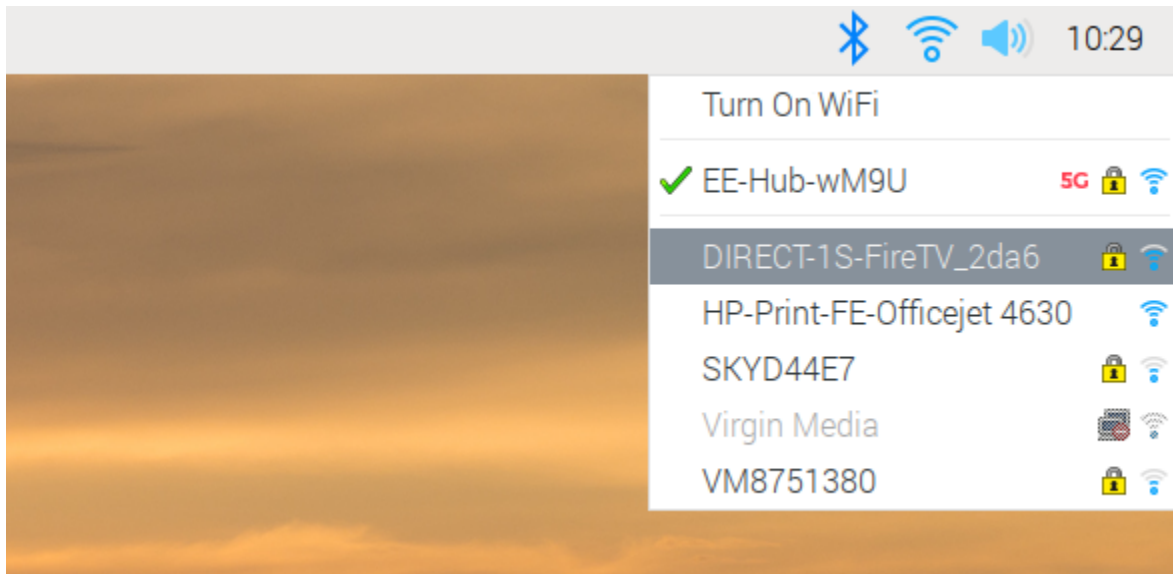 10:29
Turn On WiFi
EE-Hub-wM9U 5G
DIRECT-1S-FireTV_2da6
HP-Print-FE-Officejet 4630
SKYD44E7
Virgin Media
VM8751380